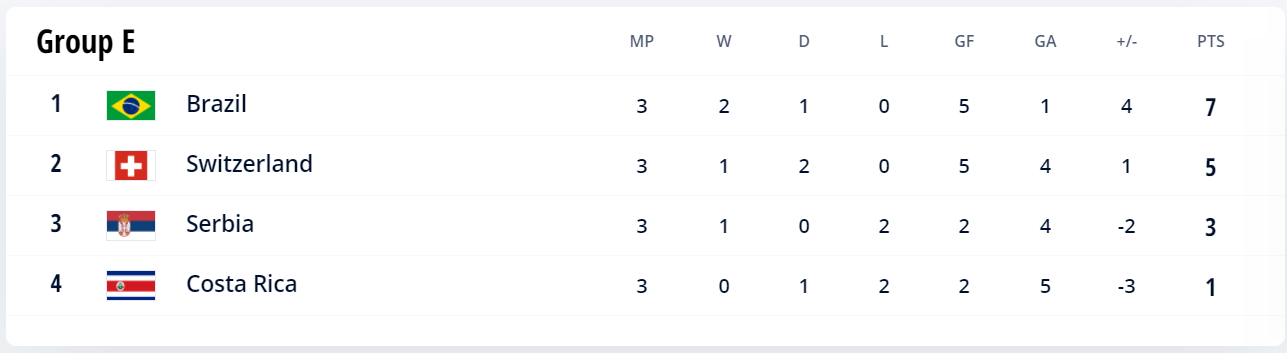 Group E MP W D L GF GA +/- PTS
1 Brazil 3 2 1 0 5 1 4 7
2 Switzerland 3 1 2 0 5 4 1 5
3 Serbia 3 1 0 2 2 4 -2 3
4 Costa Rica 3 0 1 2 2 5 -3 1